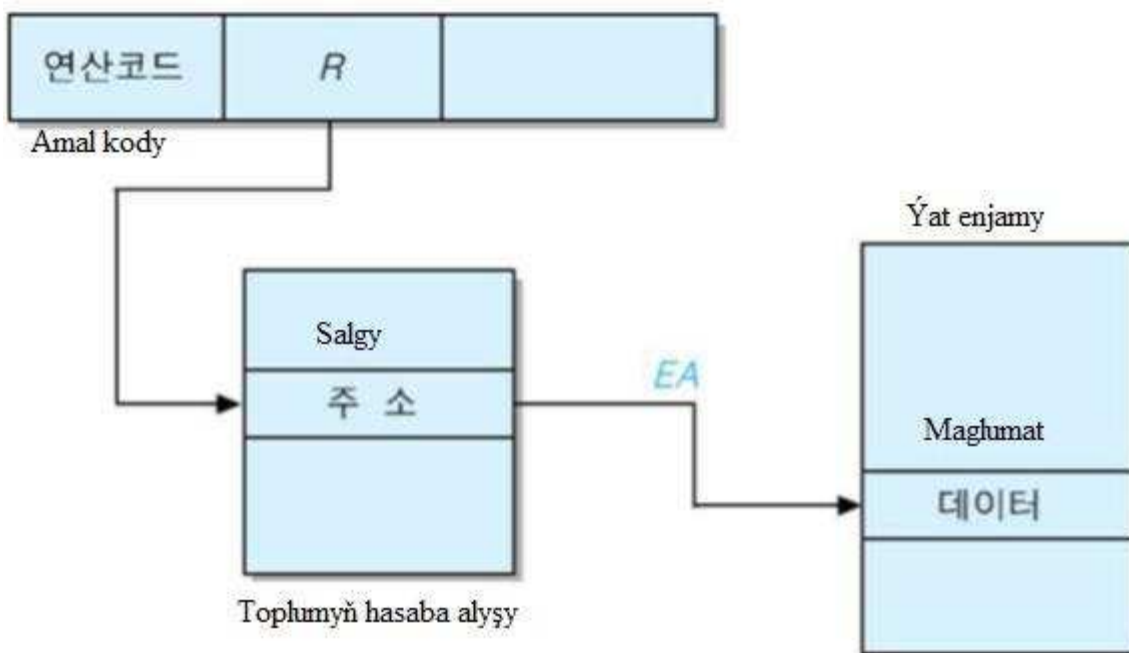 연산코드 R
Amal kody
Ýat enjamy
Salgy
주 소
EA
Maglumat
데이터
Toplumyň hasaba alyşy